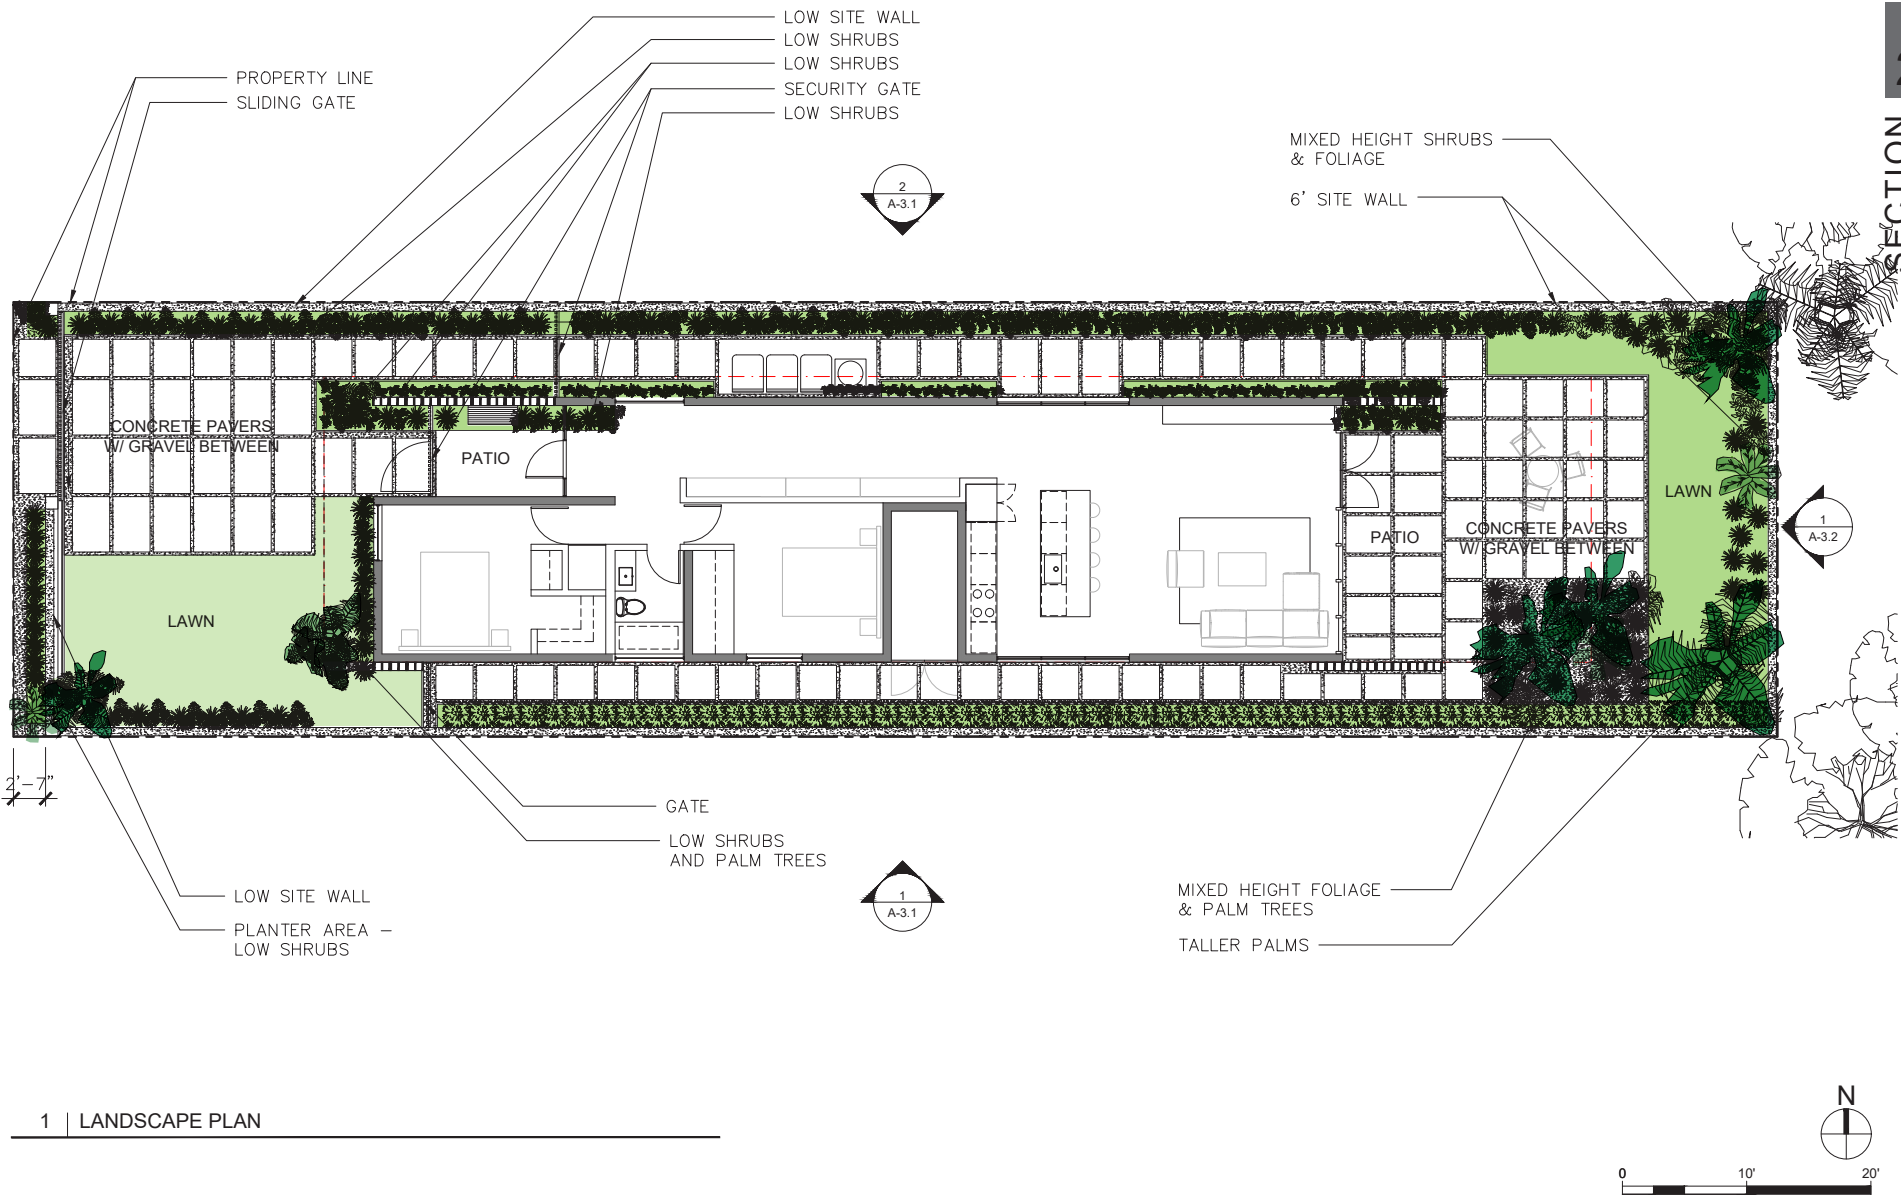 LOW SITE WALL
LOW SHRUBS
LOW SHRUBS
SECURITY GATE
LOW SHRUBS
PROPERTY LINE
SLIDING GATE
MIXED HEIGHT SHRUBS
& FOLIAGE
6' SITE WALL
SECTION
2
A-3.1
CONCRETE PAVERS
W/ GRAVEL BETWEEN
PATIO
LAWN
PATIO
CONCRETE PAVERS
W/ GRAVEL BETWEEN
LAWN
1
A-3.2
2'-7"
GATE
LOW SHRUBS
AND PALM TREES
LOW SITE WALL
PLANTER AREA -
LOW SHRUBS
1
A-3.1
MIXED HEIGHT FOLIAGE
& PALM TREES
TALLER PALMS
1 LANDSCAPE PLAN
N
0 10' 20'